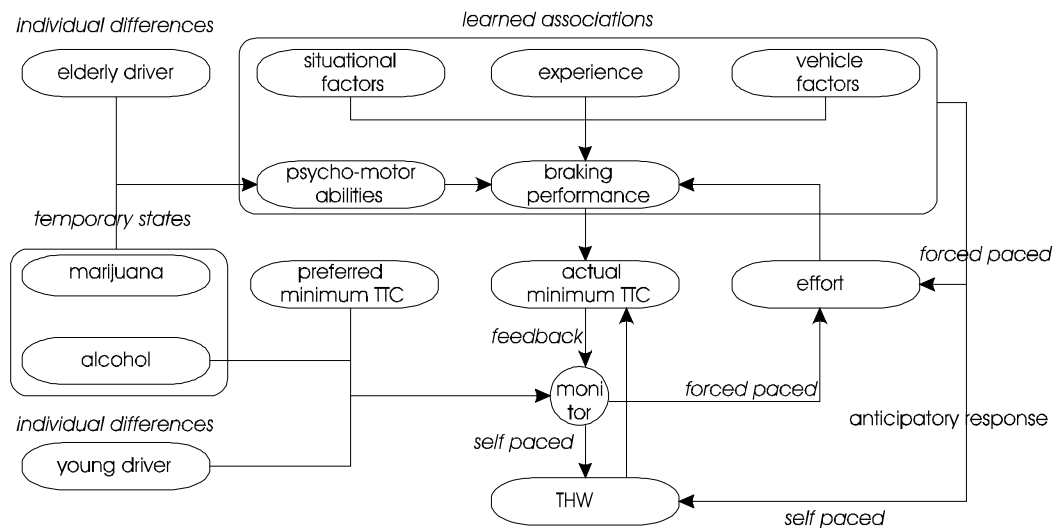 learned associations
individual differences
elderly driver
situational
factors
experience
vehicle
factors
psycho-motor
abilities
braking
performance
temporary states
marijuana
preferred
minimum TTC
actual
minimum TTC
forced paced
effort
feedback
alcohol
moni
tor
forced paced
individual differences
self paced
anticipatory response
young driver
THW
self paced